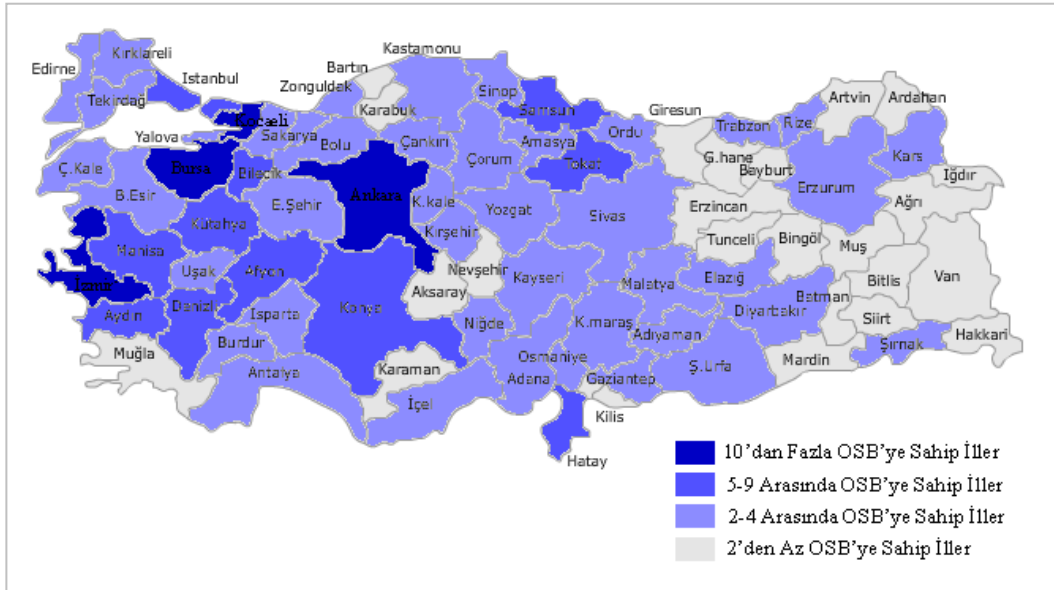 Kastamonu
Kırklareli
Edirne
Bartın
Istanbul
Zonguldak
Sinop
Artvin
Ardahan
Tekirdağ
Karabuk
Samsun
Giresun
Kocaeli
Trabzon
Rize
Yalova
Sakarya
Bolu
Çankırı
Amasya
Ordu
Kars
Ç.Kale
Bursa
Bilecik
Çorum
Tokat
G.hane
Bayburt
Iğdır
B.Esir
Ankara
Erzurum
E.Şehir
K.kale
Yozgat
Sivas
Erzincan
Ağrı
Kütahya
Kırşehir
Manisa
Tunceli
Bingöl
Muş
Uşak
Afyon
Nevşehir
Kayseri
Malatya
Elazığ
Bitlis
Van
İzmir
Aksaray
Batman
Aydın
Denizli
Isparta
Konya
Niğde
K.maraş
Diyarbakır
Siirt
Burdur
Adıyaman
Hakkari
Muğla
Osmaniye
Mardin
Şırnak
Antalya
Karaman
Adana
Gaziantep
Ş.Urfa
İçel
Kilis
Hatay
10’dan Fazla OSB’ye Sahip İller
5-9 Arasında OSB’ye Sahip İller
2-4 Arasında OSB’ye Sahip İller
2’den Az OSB’ye Sahip İller